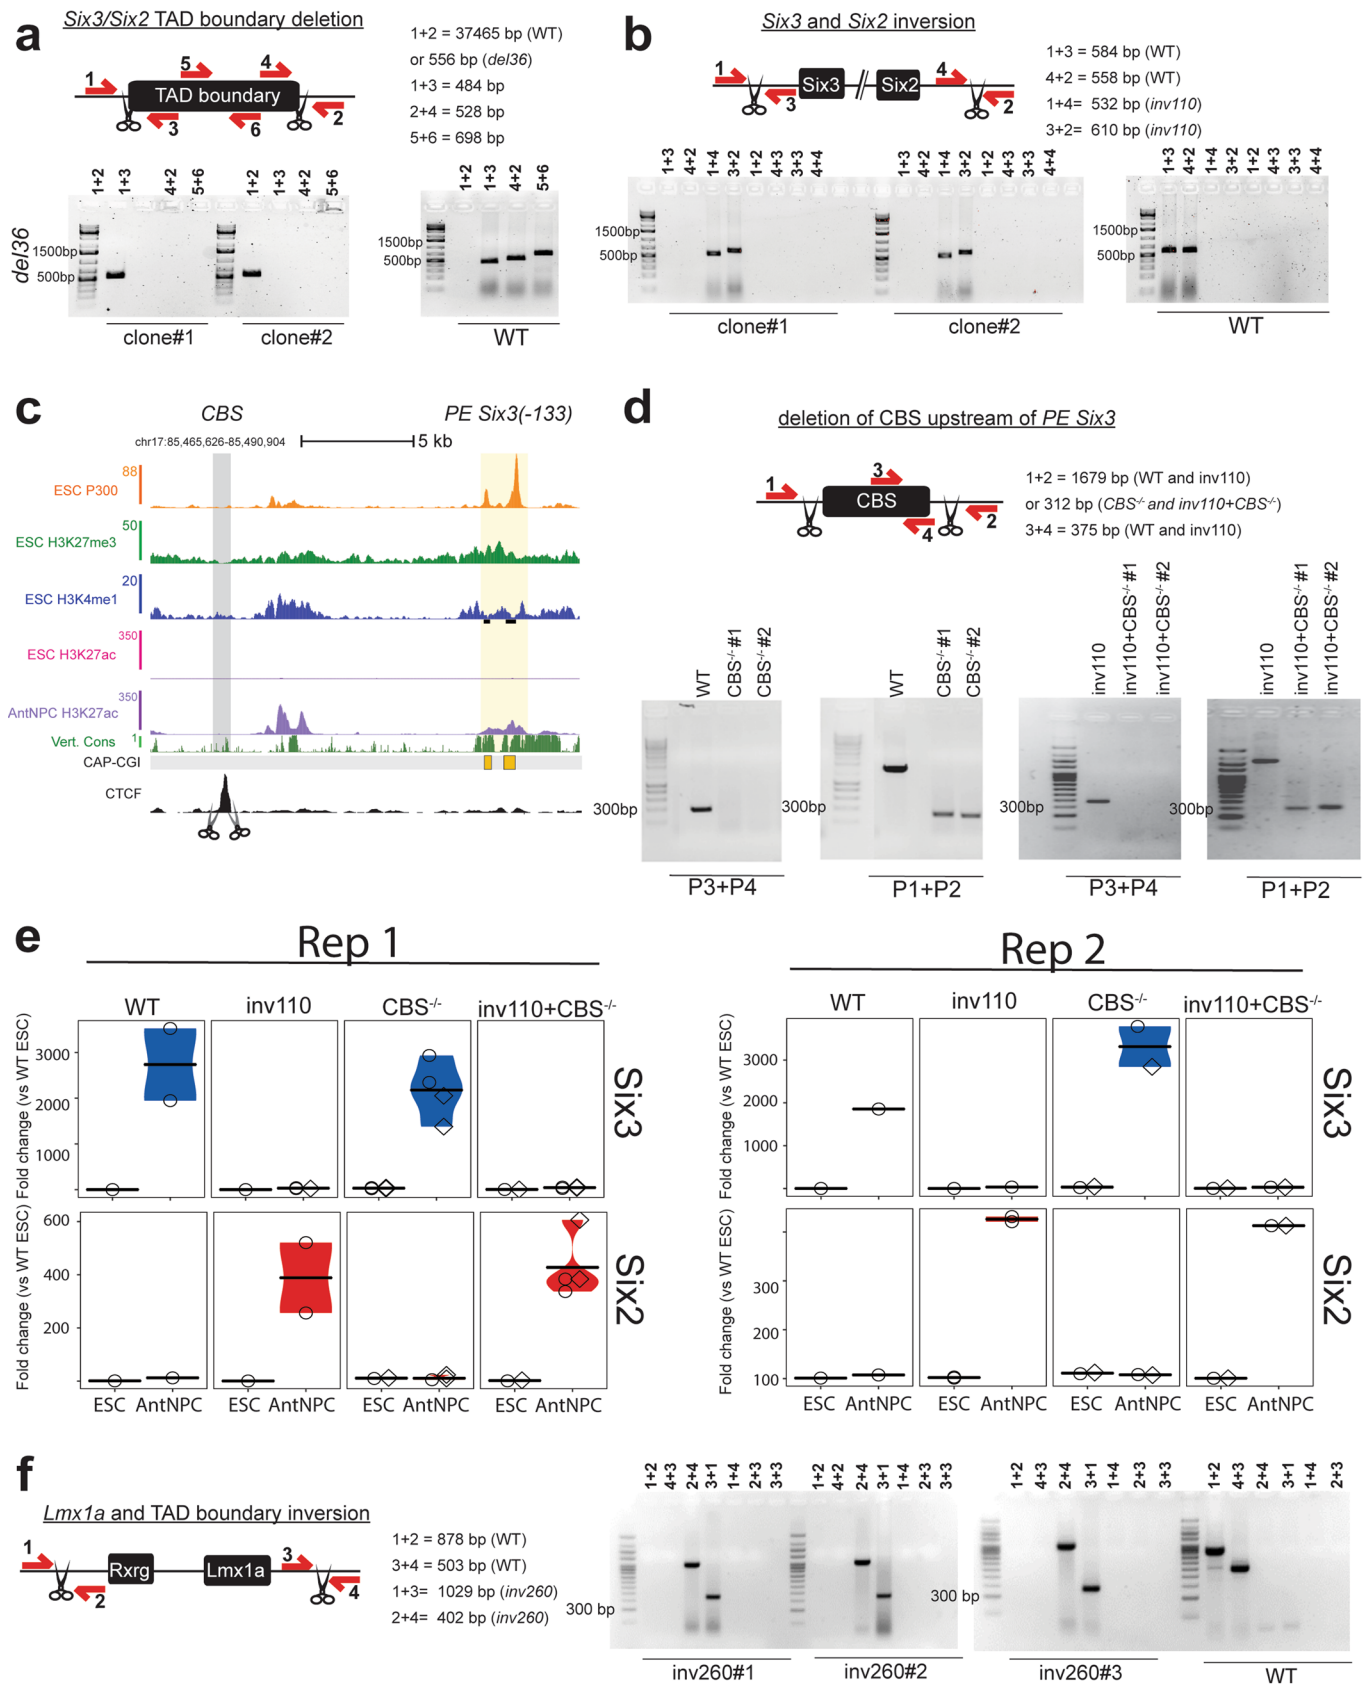 a
Six3/Six2 TAD boundary deletion
1+2 = 37465 bp (WT)
or 556 bp (del36)
1+3 = 484 bp
2+4 = 528 bp
5+6 = 698 bp
1 5 4
TAD boundary
3 6 2
1+2 1+3 4+2 5+6 1+2 1+3 4+2 5+6
1+2 1+3 4+2 5+6
del36
1500bp
500bp
1500bp
500bp
clone#1 clone#2 WT
b
Six3 and Six2 inversion
1+3 = 584 bp (WT)
4+2 = 558 bp (WT)
1+4= 532 bp (inv110)
3+2= 610 bp (inv110)
1 4
Six3 // Six2
3 2
1+3 4+2 1+4 3+2 1+2 4+3 3+3 4+4
1+3 4+2 1+4 3+2 1+2 4+3 3+3 4+4
1+3 4+2 1+4 3+2 1+2 4+3 3+3 4+4
1500bp
500bp
1500bp
500bp
clone#1 clone#2 WT
c
CBS PE Six3(-133)
chr17:85,465,626-85,490,904 5 kb
88
ESC P300
50
ESC H3K27me3
20
ESC H3K4me1
350
ESC H3K27ac
350
AntNPC H3K27ac
Vert. Cons 1
CAP-CGI
CTCF
d
deletion of CBS upstream of PE Six3
1+2 = 1679 bp (WT and inv110)
or 312 bp (CBS-/- and inv110+CBS-/-)
3+4 = 375 bp (WT and inv110)
1 3
CBS
4 2
WT CBS-/- #1 CBS-/- #2
WT CBS-/- #1 CBS-/- #2
inv110 inv110+CBS-/- #1 inv110+CBS-/- #2
inv110 inv110+CBS-/- #1 inv110+CBS-/- #2
300bp 300bp 300bp 300bp
P3+P4 P1+P2 P3+P4 P1+P2
e
Rep 1
WT inv110 CBS-/- inv110+CBS-/-
Fold change (vs WT ESC)
3000
2000
1000
Six3
Fold change (vs WT ESC)
600
400
200
Six2
ESC AntNPC ESC AntNPC ESC AntNPC ESC AntNPC
Rep 2
WT inv110 CBS-/- inv110+CBS-/-
Fold change (vs WT ESC)
3000
2000
1000
Six3
Fold change (vs WT ESC)
300
200
100
Six2
ESC AntNPC ESC AntNPC ESC AntNPC ESC AntNPC
f
Lmx1a and TAD boundary inversion
1+2 = 878 bp (WT)
3+4 = 503 bp (WT)
1+3= 1029 bp (inv260)
2+4= 402 bp (inv260)
1 3
Rxrg Lmx1a
2 4
1+2 4+3 2+4 3+1 1+4 2+3 3+3
1+2 4+2 2+4 3+1 1+4 2+3 3+3
1+2 4+3 2+4 3+1 1+4 2+3 3+3
1+2 4+3 2+4 3+1 1+2 2+3
300 bp
300 bp
inv260#1 inv260#2 inv260#3 WT